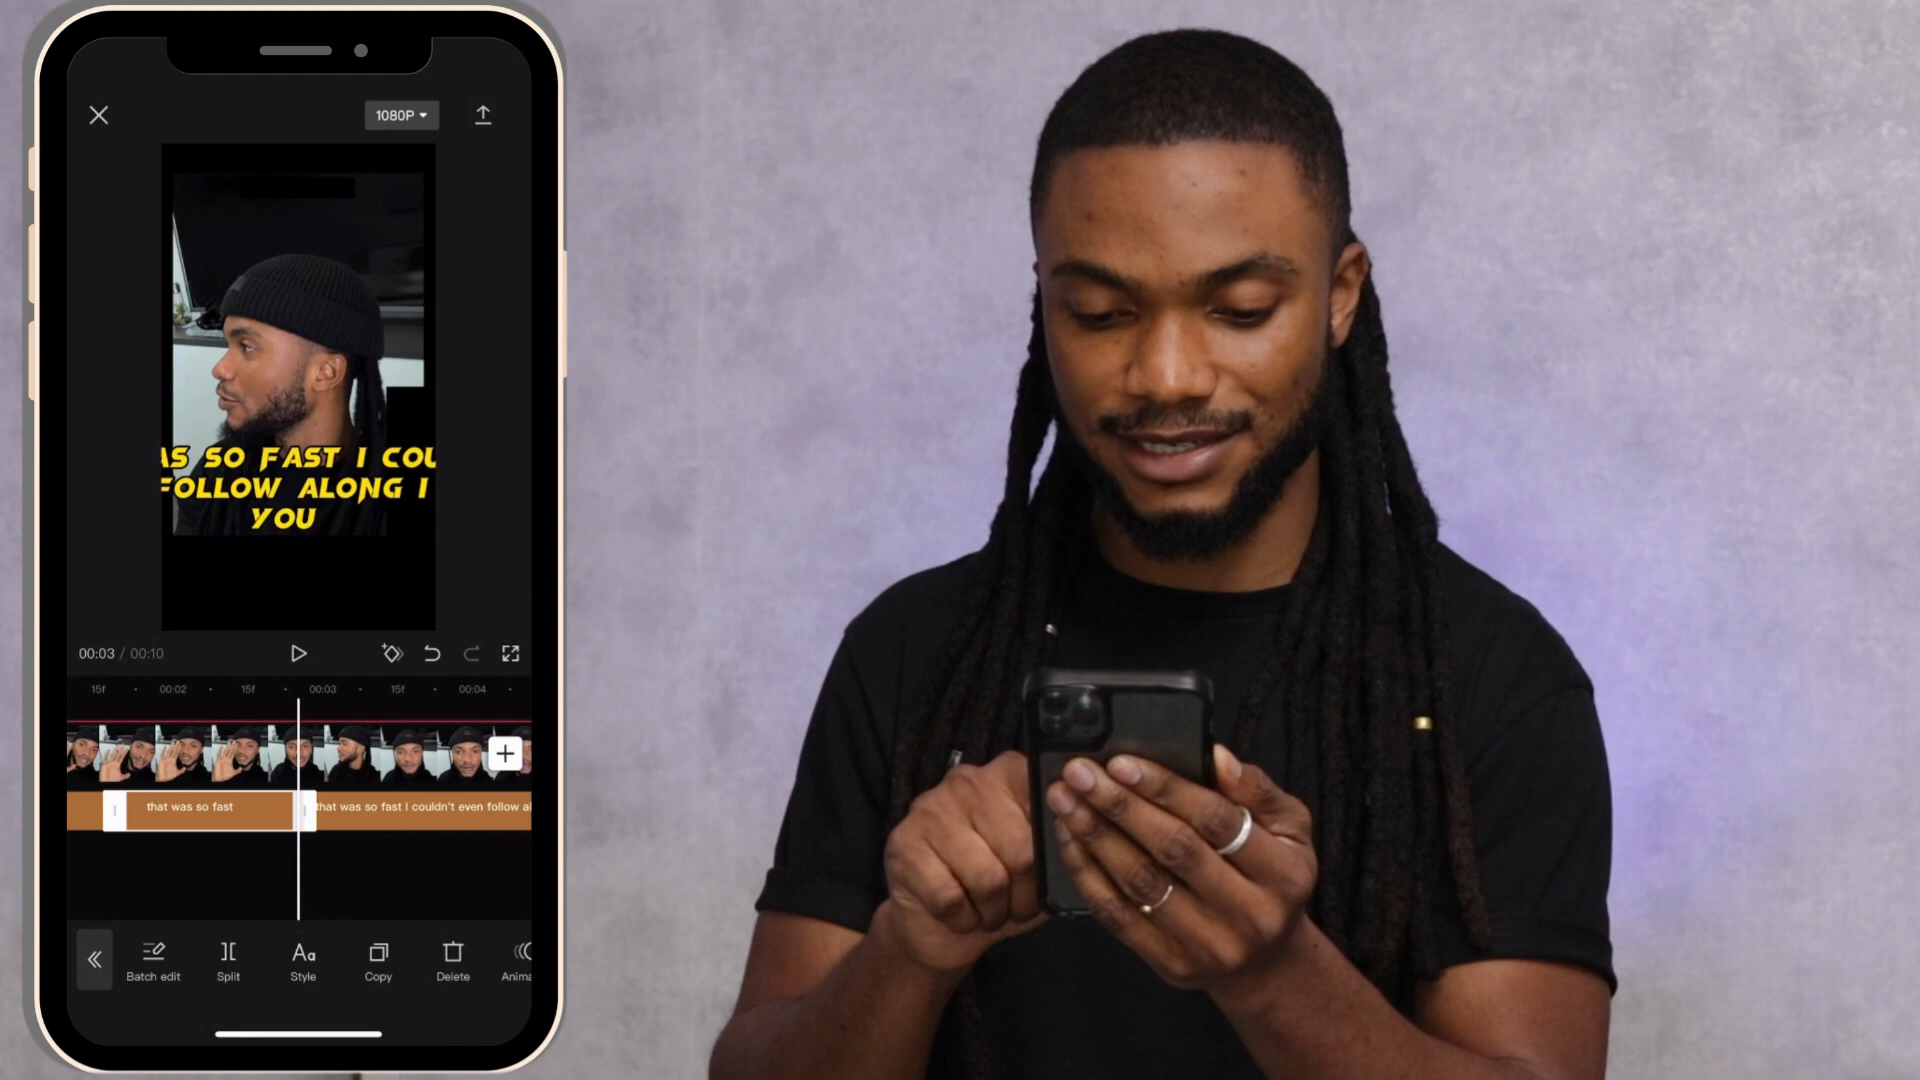 1080P
AS SO FAST I COU
FOLLOW ALONG I
YOU
00:03 / 00:10
15f 00:02 15f 00:03 15f 00:04
that was so fast
that was so fast I couldn't even follow al
Batch edit Split Style Copy Delete Anima